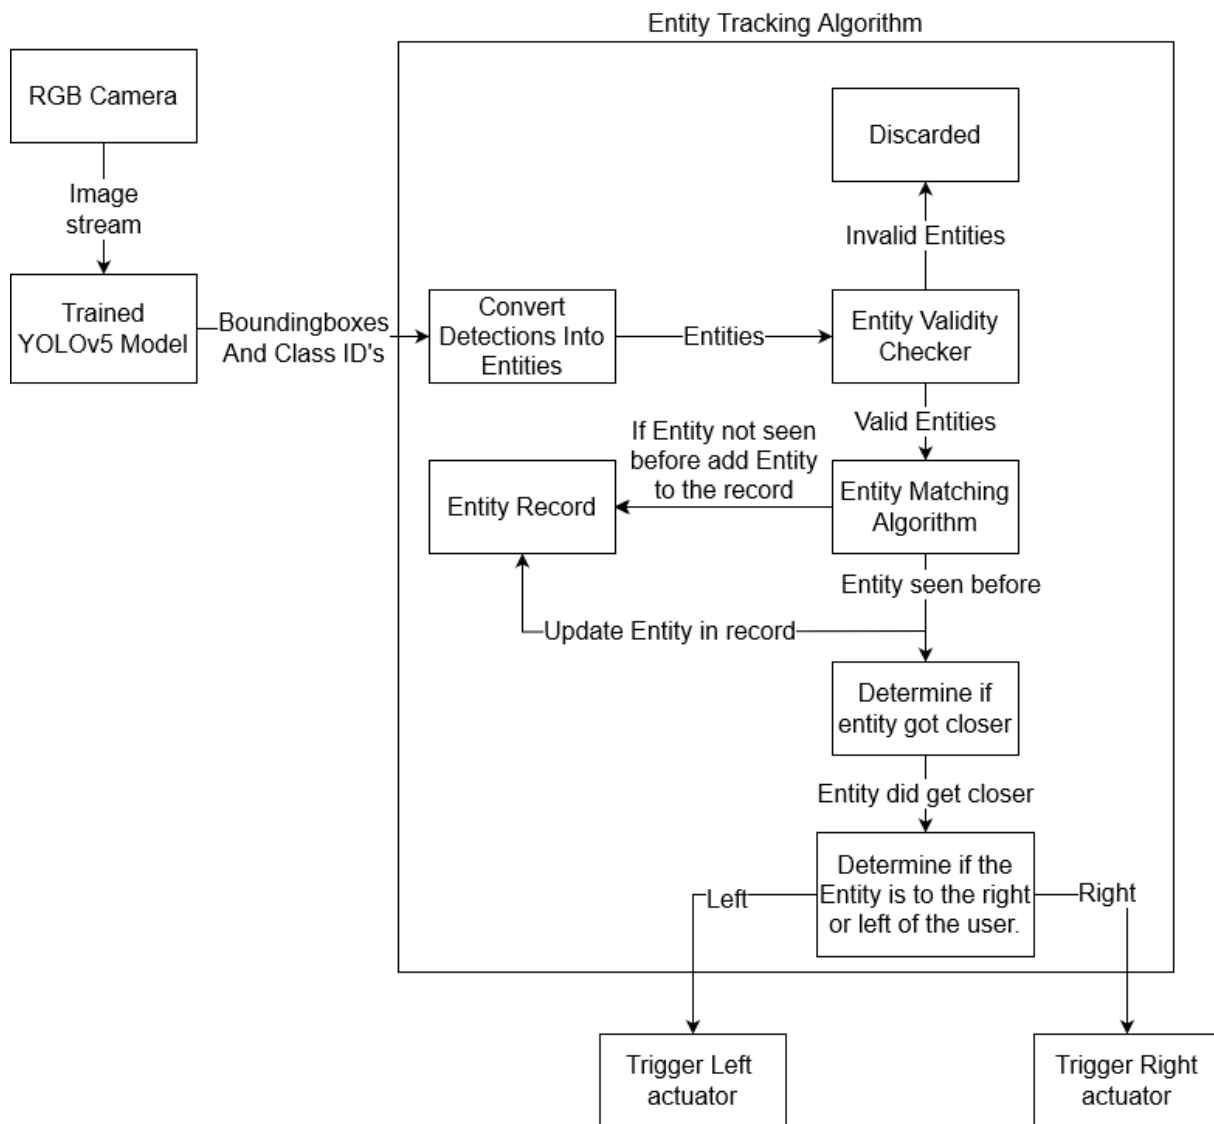 Entity Tracking Algorithm
RGB Camera
Discarded
Image
stream
Invalid Entities
Trained
YOLOv5 Model
Boundingboxes
And Class ID's
Convert
Detections Into
Entities
Entities
Entity Validity
Checker
Valid Entities
If Entity not seen
before add Entity
to the record
Entity Record
Entity Matching
Algorithm
Entity seen before
Update Entity in record
Determine if
entity got closer
Entity did get closer
Determine if the
Entity is to the right
or left of the user.
Left
Right
Trigger Left
actuator
Trigger Right
actuator